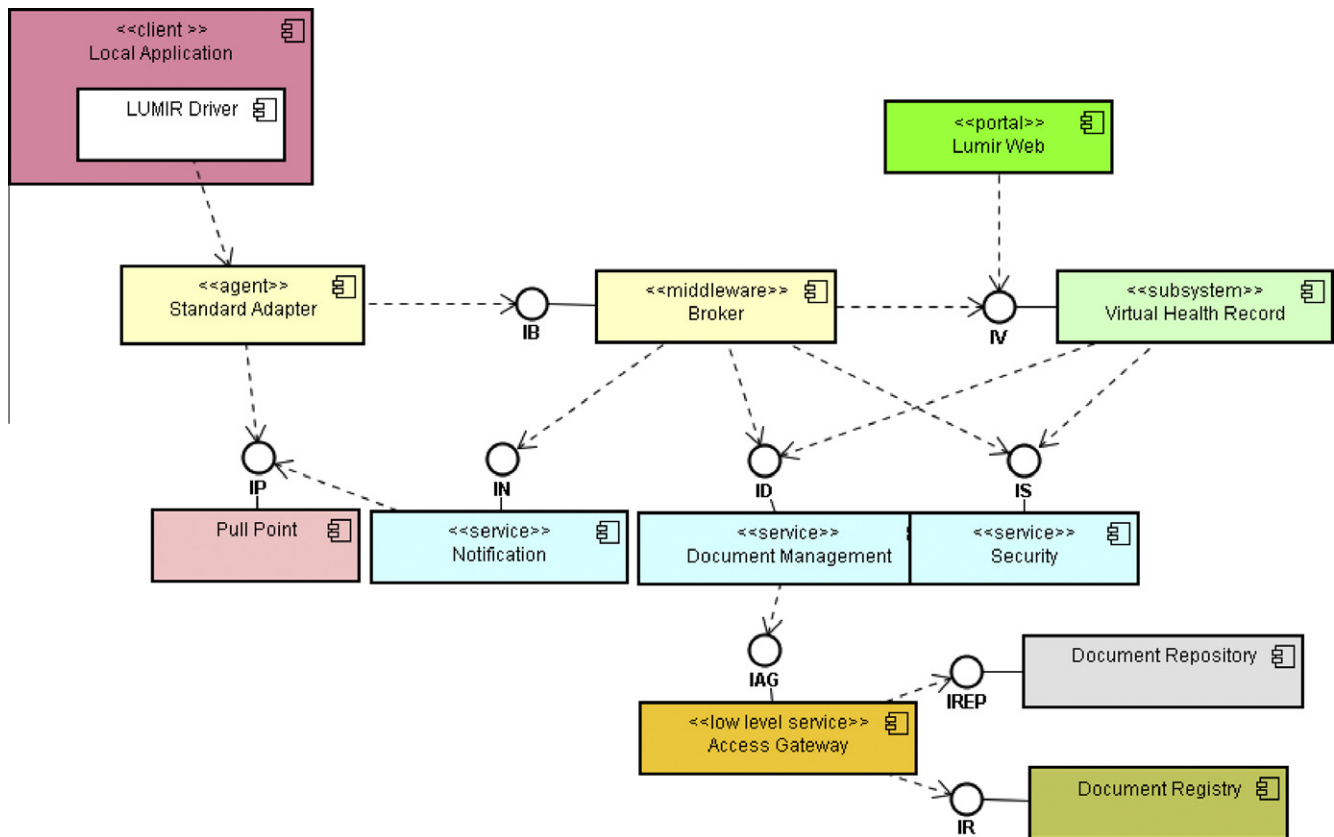 <<client >>
Local Application
LUMIR Driver
<<portal>>
Lumir Web
<<agent>>
Standard Adapter
IB
<<middleware>>
Broker
IV
<<subsystem>>
Virtual Health Record
IP
IN
ID
IS
Pull Point
<<service>>
Notification
<<service>>
Document Management
<<service>>
Security
IAG
IREP
Document Repository
<<low level service>>
Access Gateway
IR
Document Registry